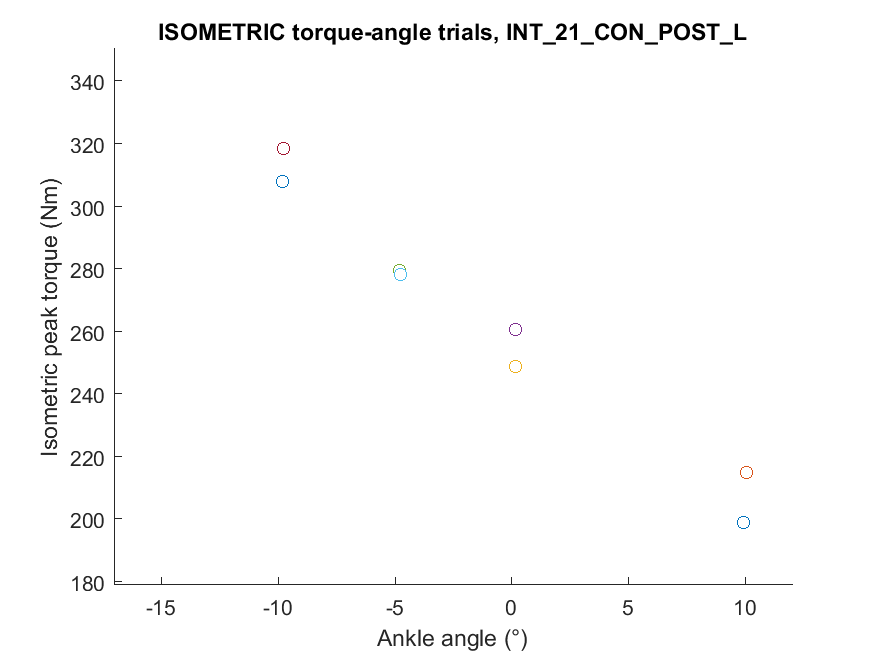 ISOMETRIC torque-angle trials, INT_21_CON_POST_L
Isometric peak torque (Nm)
340
320
300
280
260
240
220
200
180
-15 -10 -5 0 5 10
Ankle angle (°)